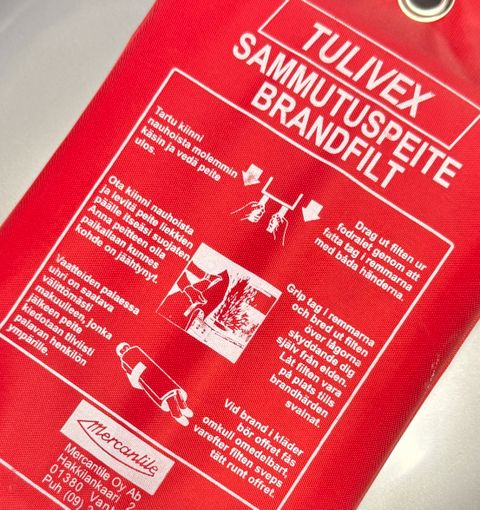 TULIVEX
SAMMUTUSPEITE
BRANDFILT
Tartu kiinni
nauhoista molemmin
käsin ja vedä peite
ulos.
Drag ut filten ur
fodralet genom att
fatta tag i remmarna
med båda händerna.
Ota kiinni nauhoista
ja levitä peite liekkien
päälle itseäsi suojaten.
Anna peitteen olla
paikallaan kunnes
kohde on jäähtynyt.
Grip tag i remmarna
och bred ut filten
över lågorna
skyddande dig
själv från elden.
Låt filten vara
på plats tills
brandhärden
svalnat.
Vaatteiden palaessa
uhri on saatava
välittömästi
makuulleen, jonka
jälkeen peite
kiedotaan tiiviisti
palavan henkilön
ympärille.
Vid brand i kläder
bör offret fås
omkull omedelbart,
varefter filten sveps
tätt runt offret.
Mercantile
Mercantile Oy Ab
Hakkilankaari 2
01380 Vant
Puh (09) 2